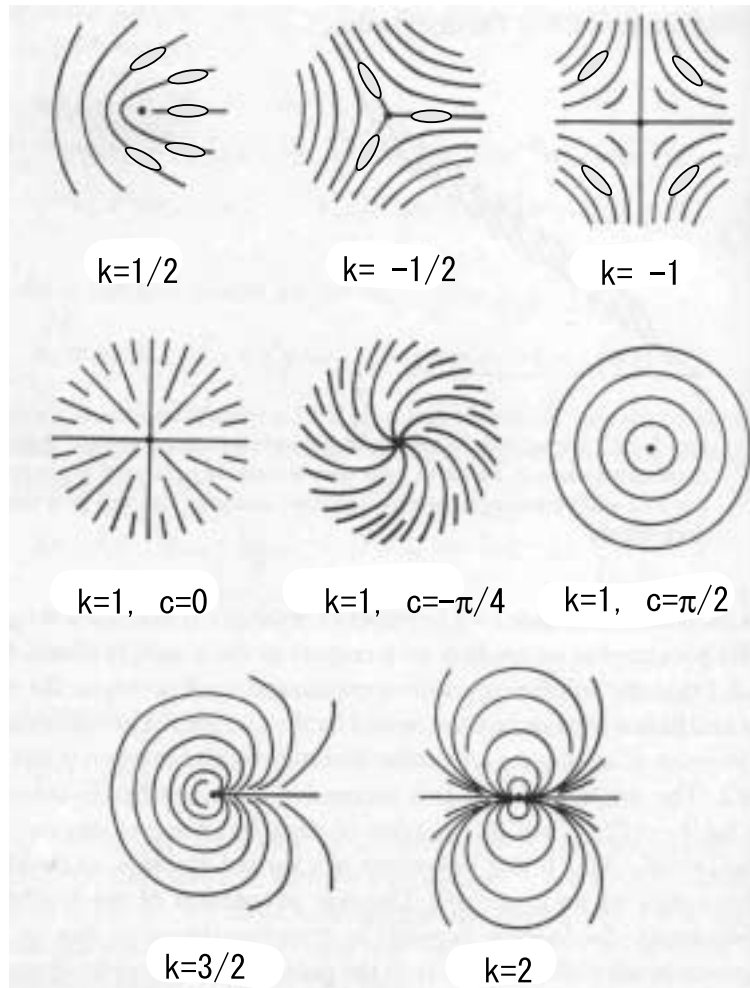 k=1/2
k= -1/2
k= -1
k=1, c=0
k=1, c=-π/4
k=1, c=π/2
k=3/2
k=2